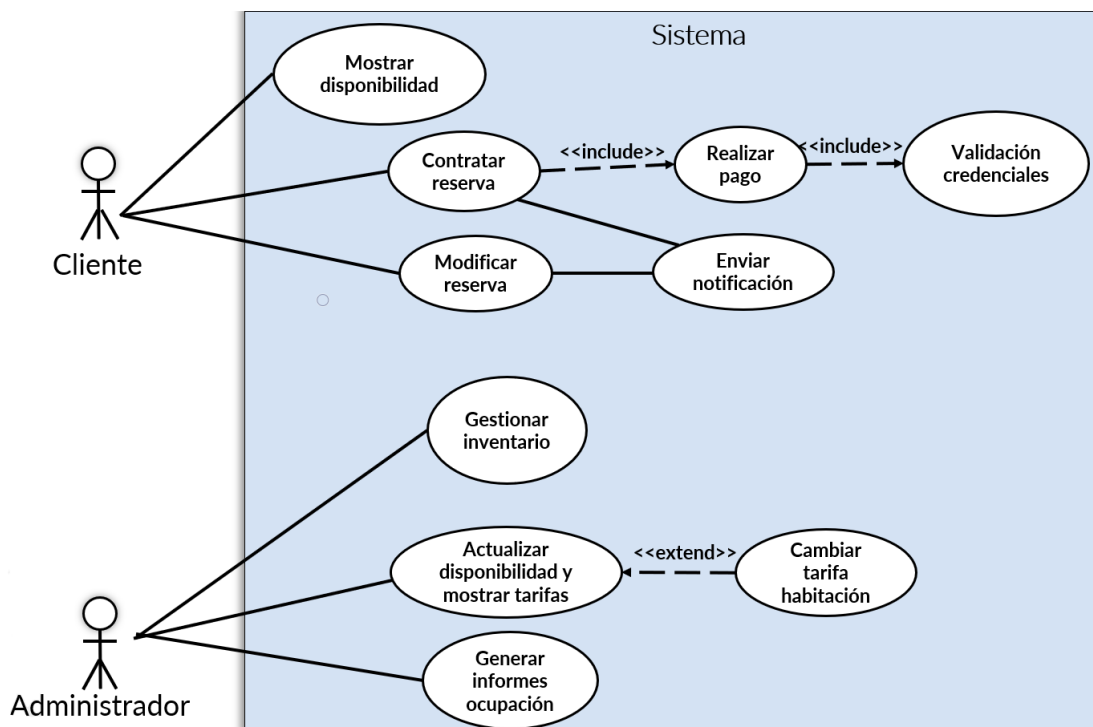 Sistema
Mostrar
disponibilidad
Contratar
reserva
<<include>>
Realizar
pago
<<include>>
Validación
credenciales
Cliente
Modificar
reserva
Enviar
notificación
Gestionar
inventario
Actualizar
disponibilidad y
mostrar tarifas
<<extend>>
Cambiar
tarifa
habitación
Administrador
Generar
informes
ocupación